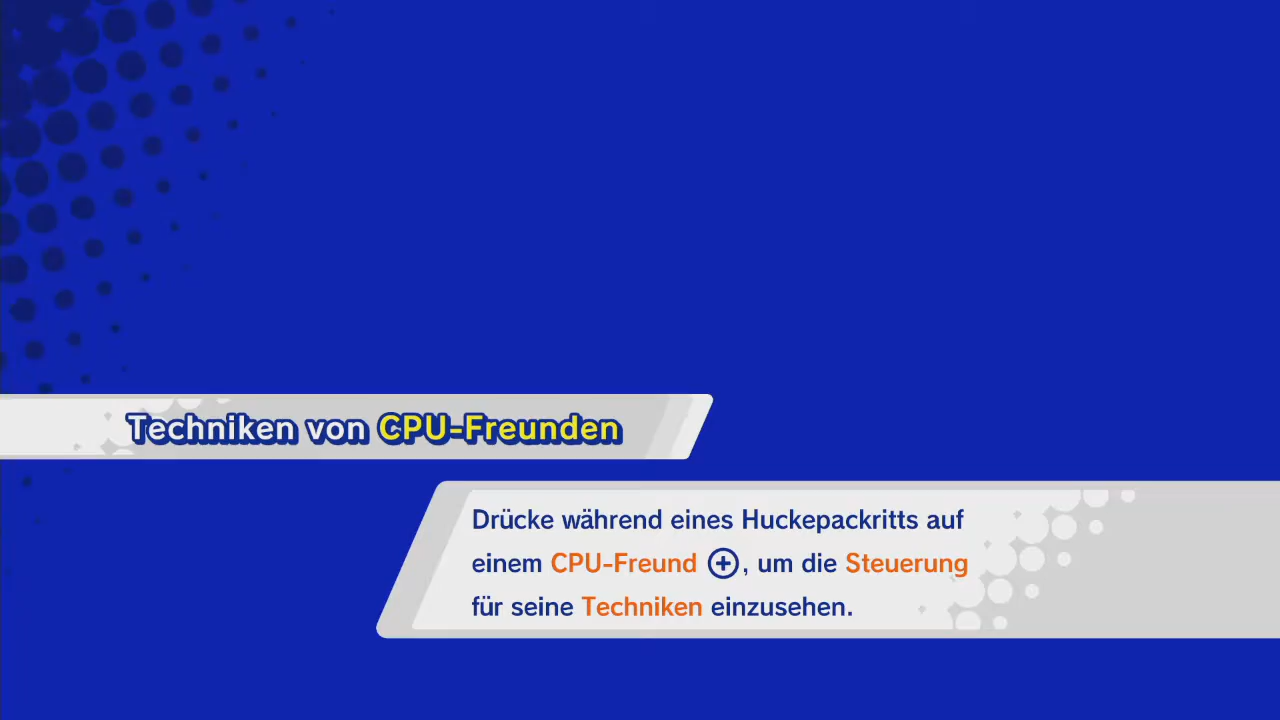 Techniken von CPU-Freunden
Drücke während eines Huckepackritts auf
einem CPU-Freund ⊕, um die Steuerung
für seine Techniken einzusehen.